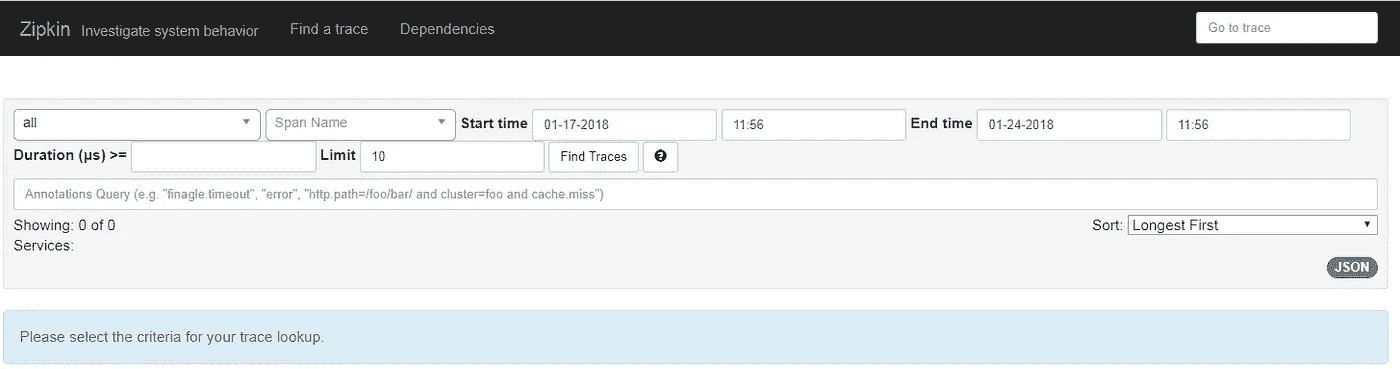 Zipkin Investigate system behavior Find a trace Dependencies Go to trace
all Span Name Start time 01-17-2018 11:56 End time 01-24-2018 11:56
Duration (µs) >= Limit 10 Find Traces ?
Annotations Query (e.g. "finagle.timeout", "error", "http.path=/foo/bar/ and cluster=foo and cache.miss")
Showing: 0 of 0 Sort: Longest First
Services:
JSON
Please select the criteria for your trace lookup.